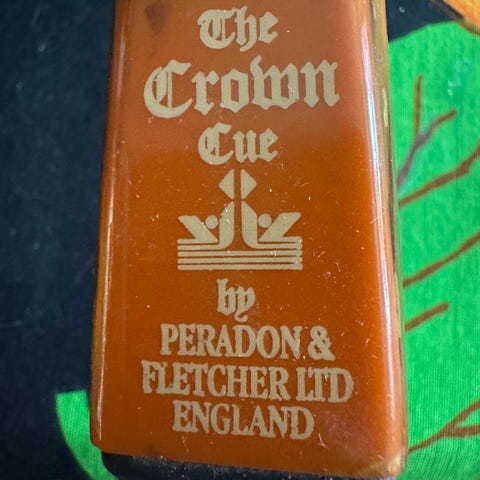 The
Crown
Cue
by
PERADON &
FLETCHER LTD
ENGLAND